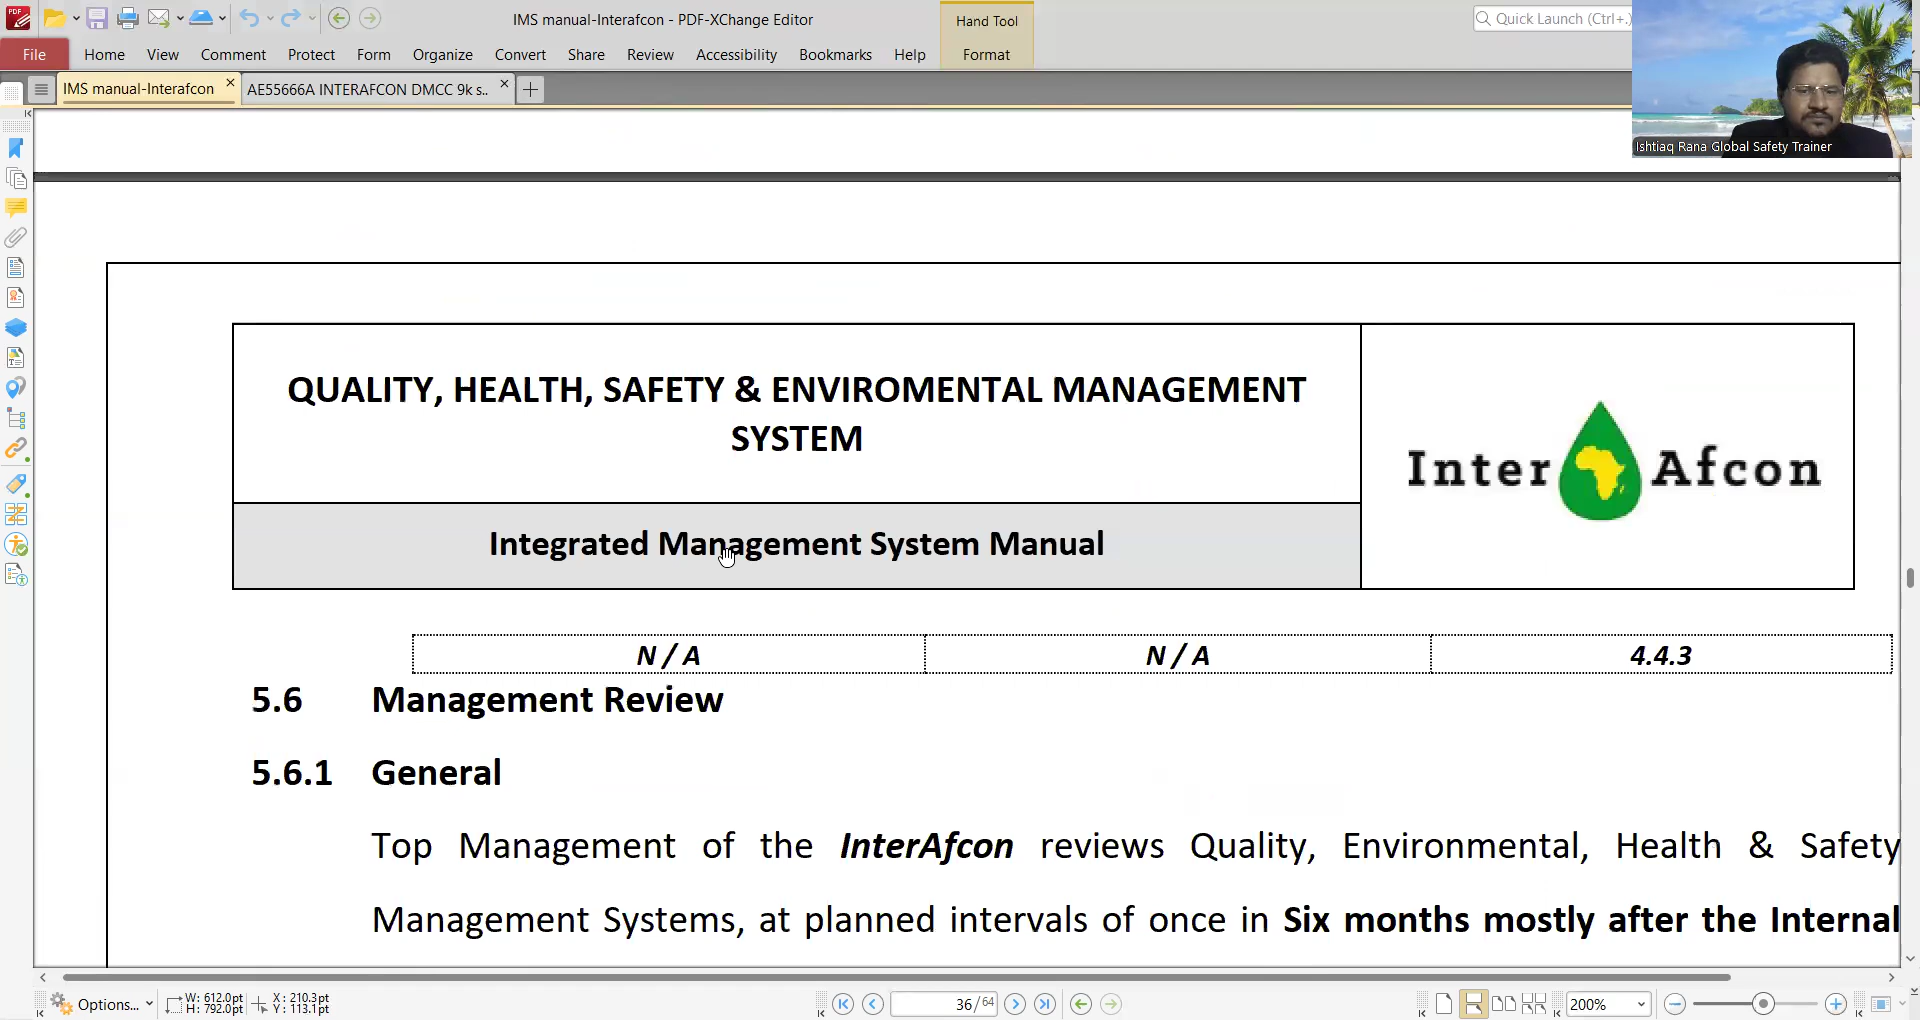 IMS manual-Interafcon - PDF-XChange Editor
Hand Tool
Quick Launch (Ctrl+.)
File Home View Comment Protect Form Organize Convert Share Review Accessibility Bookmarks Help Format
IMS manual-Interafcon
AE55666A INTERAFCON DMCC 9k s..
Ishtiaq Rana Global Safety Trainer
QUALITY, HEALTH, SAFETY & ENVIROMENTAL MANAGEMENT
SYSTEM
Inter Afcon
Integrated Management System Manual
N / A N / A 4.4.3
5.6 Management Review
5.6.1 General
Top Management of the InterAfcon reviews Quality, Environmental, Health & Safety
Management Systems, at planned intervals of once in Six months mostly after the Internal
Options...
W: 612.0pt
H: 792.0pt
X: 210.3pt
Y: 113.1pt
36 / 64
200%